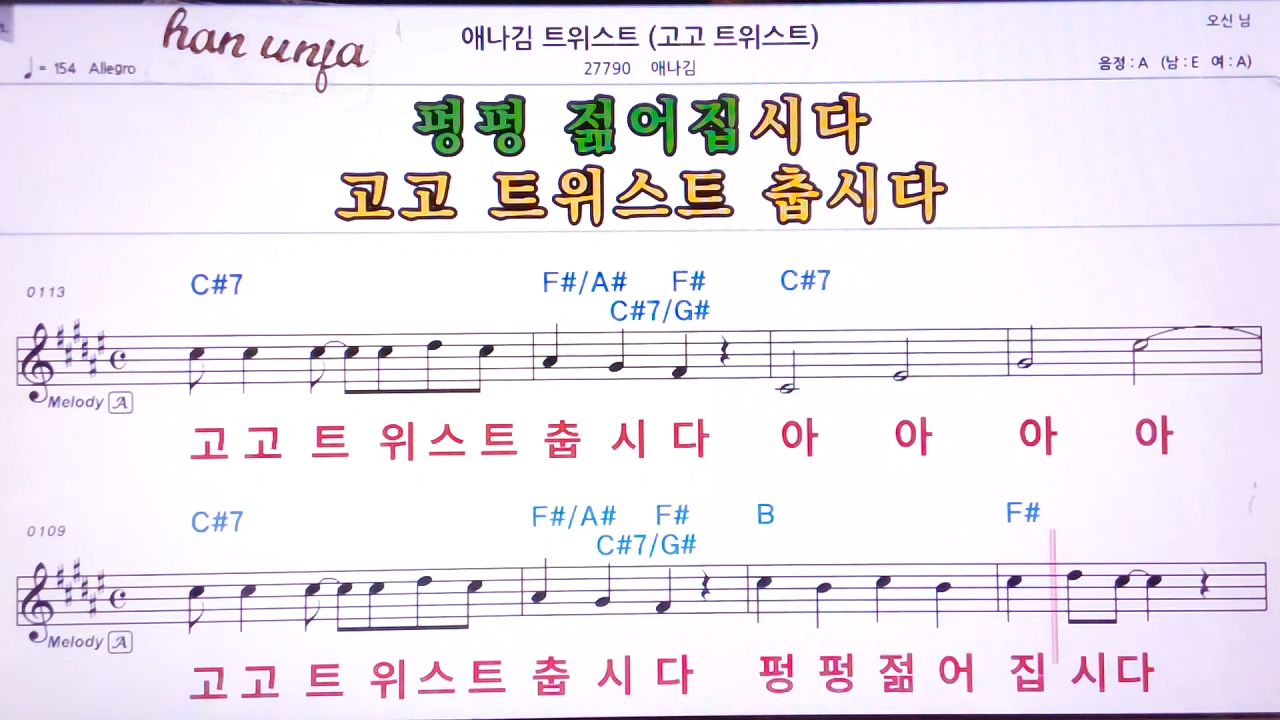 han unfa
애나김 트위스트 (고고 트위스트)
오신 님
♩= 154 Allegro
27790 애나김
음정 : A (남 : E 여 : A)
펑펑 젊어집시다
고고 트위스트 춥시다
C#7 F#/A# F# C#7
C#7/G#
0113
Melody A
고 고 트 위 스 트 춥 시 다 아 아 아 아
C#7 F#/A# F# B F#
C#7/G#
0109
Melody A
고 고 트 위 스 트 춥 시 다 펑 펑 젊 어 집 시 다